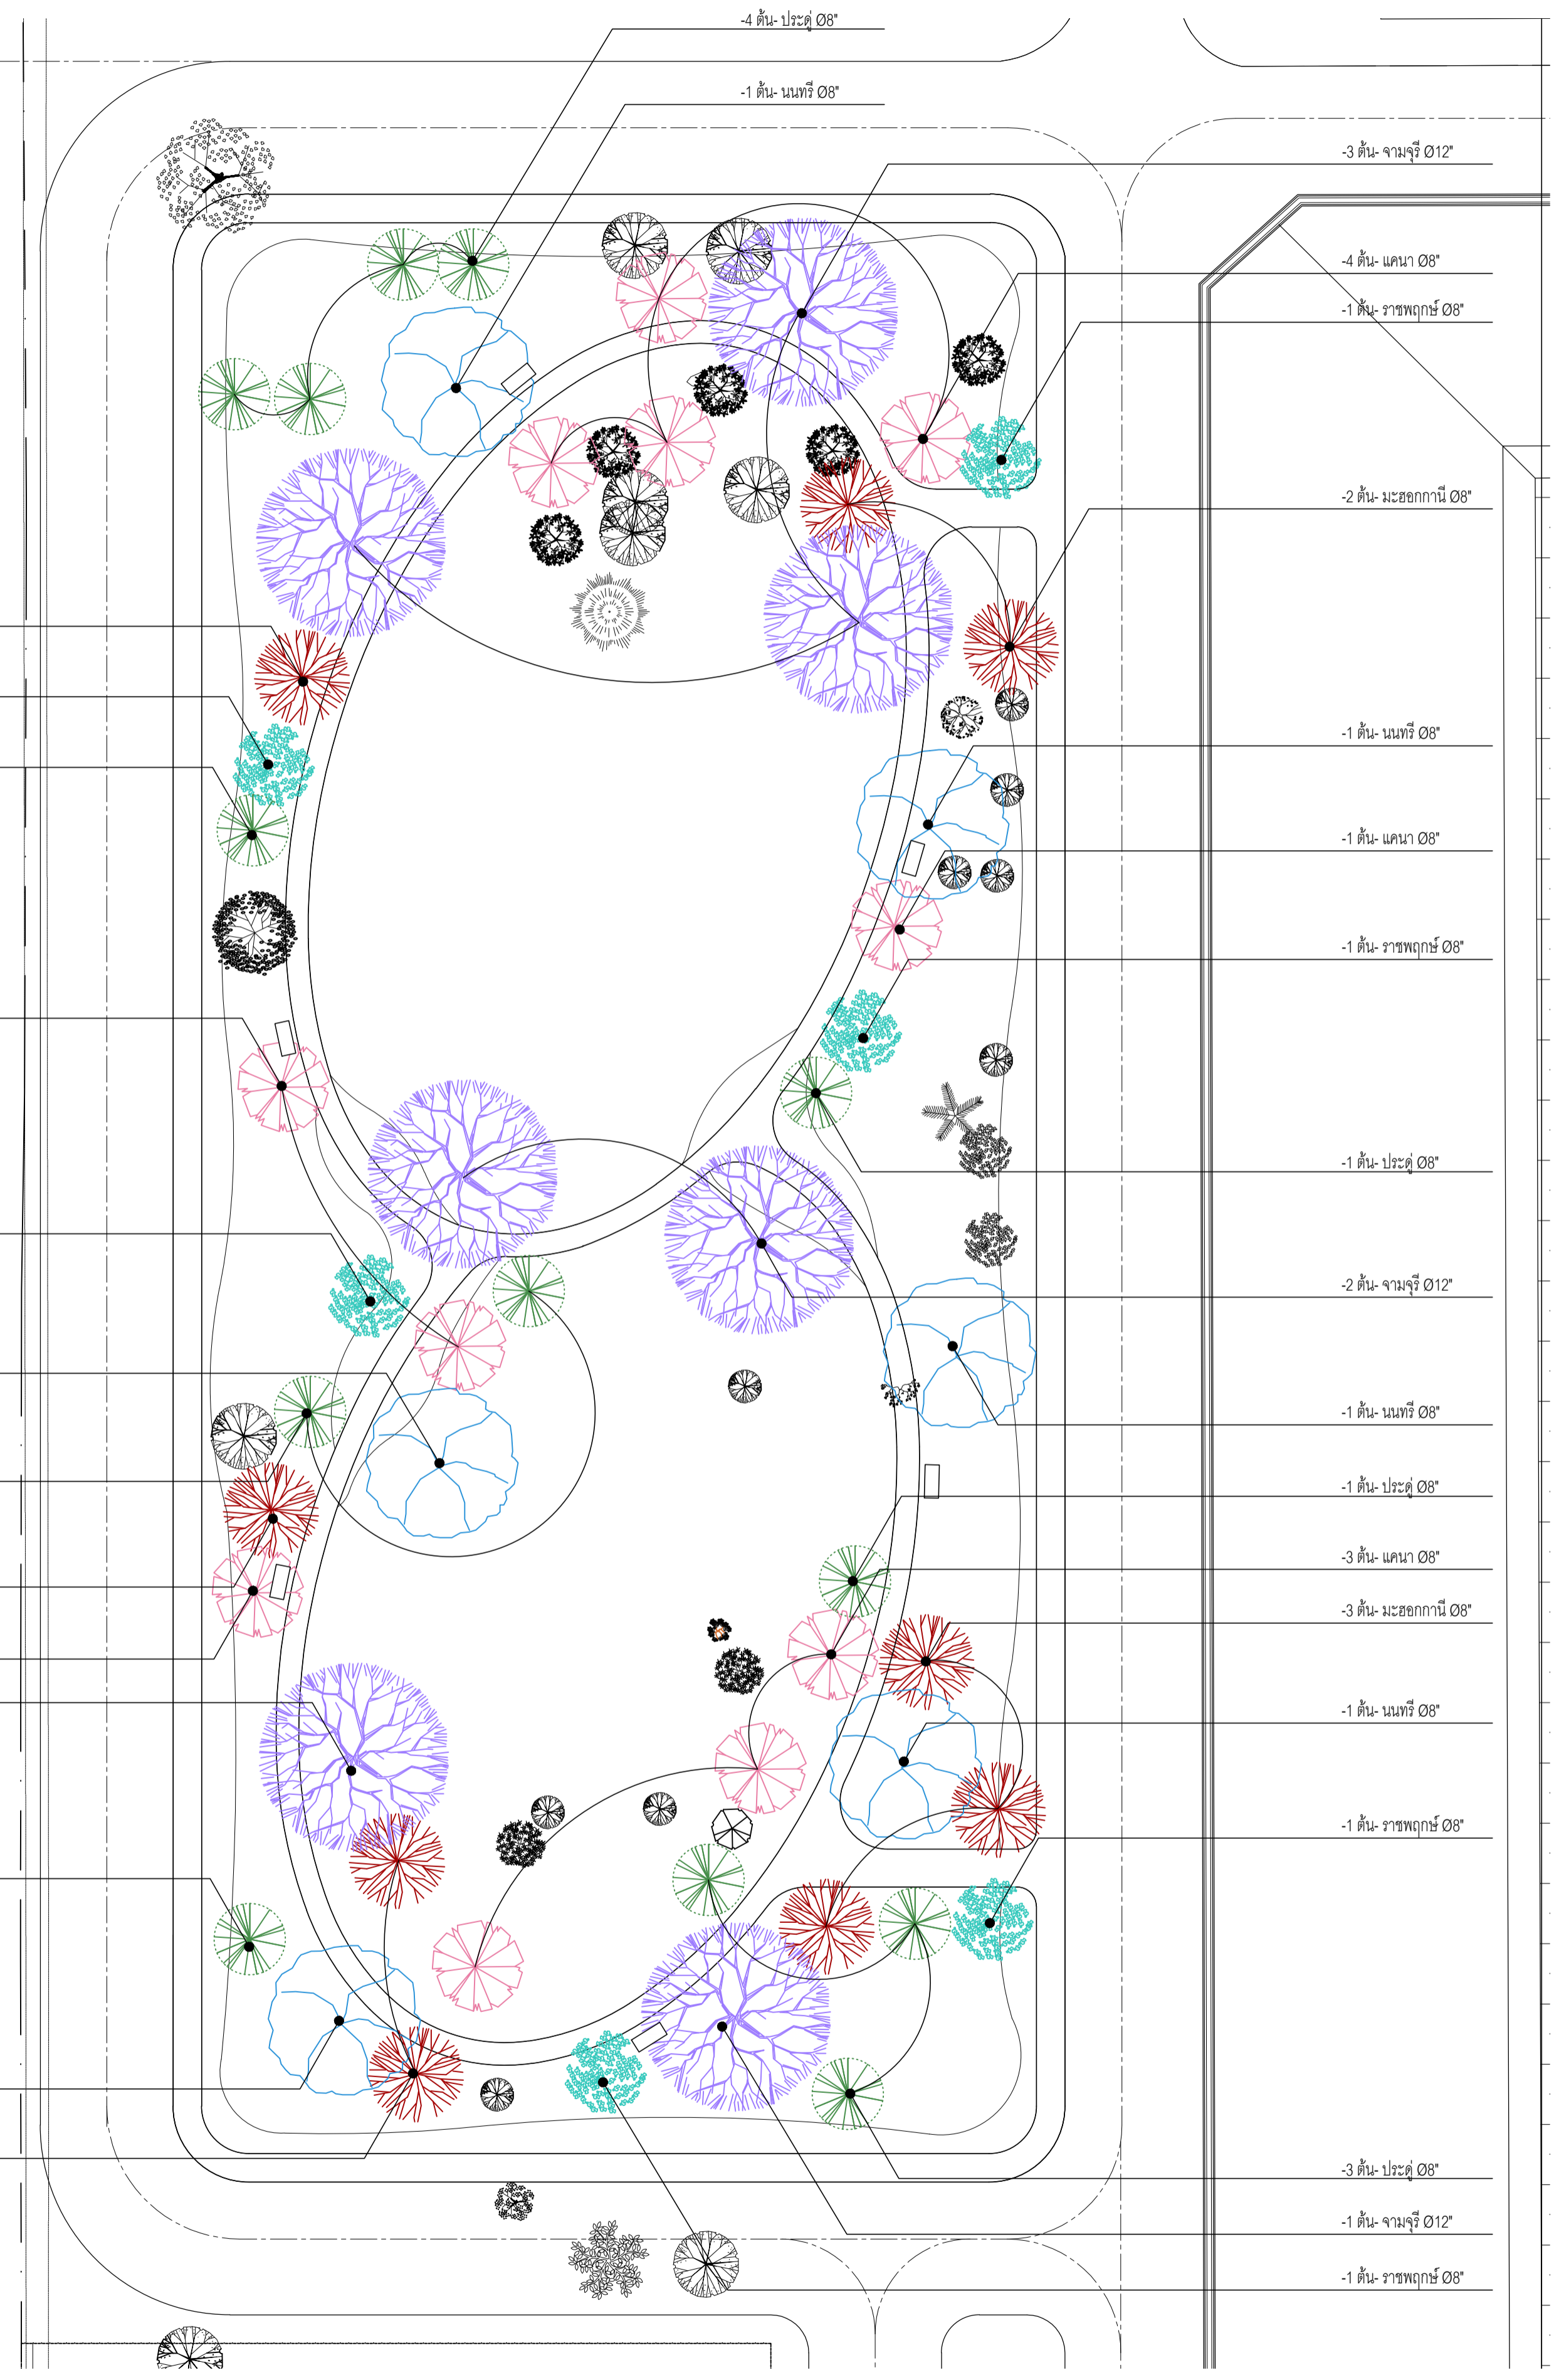 -4 ต้น- ประดู่ Ø8"
-1 ต้น- นนทรี Ø8"
-3 ต้น- จามจุรี Ø12"
-4 ต้น- แคนา Ø8"
-1 ต้น- ราชพฤกษ์ Ø8"
-2 ต้น- มะฮอกกานี Ø8"
-1 ต้น- นนทรี Ø8"
-1 ต้น- แคนา Ø8"
-1 ต้น- ราชพฤกษ์ Ø8"
-1 ต้น- ประดู่ Ø8"
-2 ต้น- จามจุรี Ø12"
-1 ต้น- นนทรี Ø8"
-1 ต้น- ประดู่ Ø8"
-3 ต้น- แคนา Ø8"
-3 ต้น- มะฮอกกานี Ø8"
-1 ต้น- นนทรี Ø8"
-1 ต้น- ราชพฤกษ์ Ø8"
-3 ต้น- ประดู่ Ø8"
-1 ต้น- จามจุรี Ø12"
-1 ต้น- ราชพฤกษ์ Ø8"